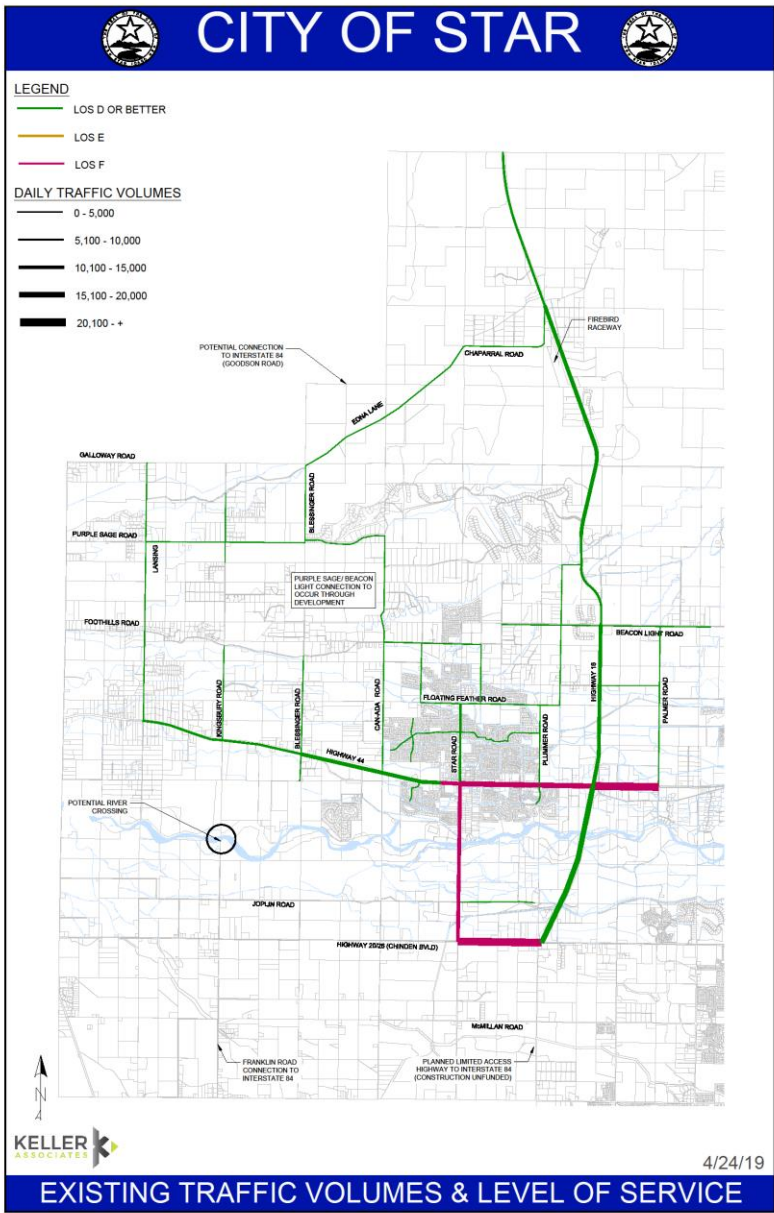 CITY OF STAR
LEGEND
LOS D OR BETTER
LOS E
LOS F
DAILY TRAFFIC VOLUMES
0 - 5,000
5,100 - 10,000
10,100 - 15,000
15,100 - 20,000
20,100 - +
FIREBIRD
RACEWAY
POTENTIAL CONNECTION
TO INTERSTATE 84
(GOODSON ROAD)
CHAPARRAL ROAD
EDNA LANE
GALLOWAY ROAD
BLESSINGER ROAD
PURPLE SAGE ROAD
LANSING
PURPLE SAGE/ BEACON
LIGHT CONNECTION TO
OCCUR THROUGH
DEVELOPMENT
FOOTHILLS ROAD
BEACON LIGHT ROAD
KINGSBURY ROAD
BLESSINGER ROAD
CAN-ADA ROAD
FLOATING FEATHER ROAD
HIGHWAY 16
PALMER ROAD
STAR ROAD
PLUMMER ROAD
HIGHWAY 44
POTENTIAL RIVER
CROSSING
JOPLIN ROAD
HIGHWAY 20/26 (CHINDEN BVLD)
McMILLAN ROAD
FRANKLIN ROAD
CONNECTION TO
INTERSTATE 84
PLANNED LIMITED ACCESS
HIGHWAY TO INTERSTATE 84
(CONSTRUCTION UNFUNDED)
N
KELLER
ASSOCIATES
4/24/19
EXISTING TRAFFIC VOLUMES & LEVEL OF SERVICE